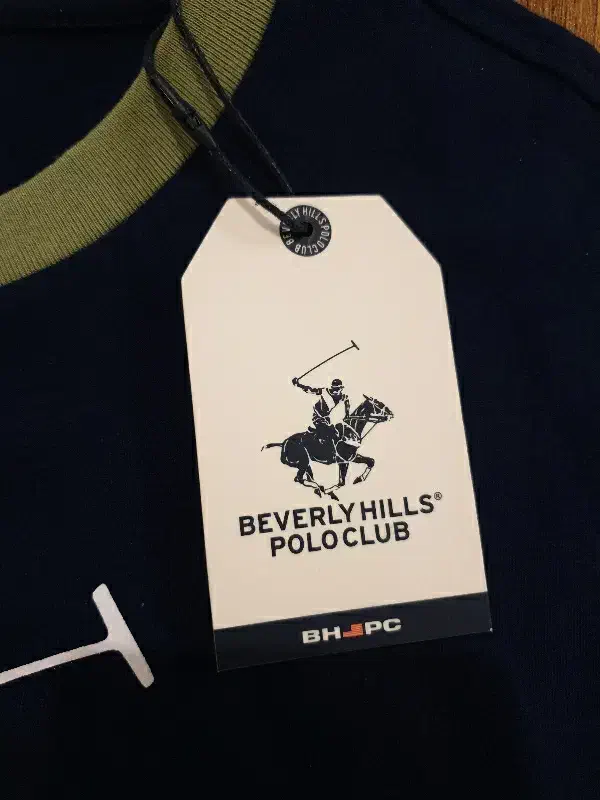 BEVERLY HILLS POLO CLUB
BEVERLY HILLS®
POLO CLUB
BH PC